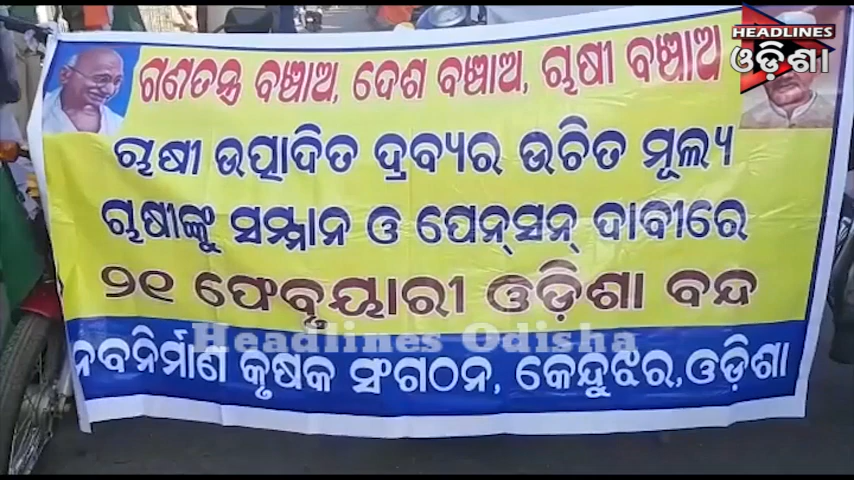 HEADLINES
ଓଡ଼ିଶା
ଗଣତନ୍ତ୍ର ବଞ୍ଚାଅ, ଦେଶ ବଞ୍ଚାଅ, ଚାଷୀ ବଞ୍ଚାଅ
ଚାଷୀ ଉତ୍ପାଦିତ ଦ୍ରବ୍ୟର ଉଚିତ ମୂଲ୍ୟ
ଚାଷୀଙ୍କୁ ସମ୍ମାନ ଓ ପେନ୍‌ସନ୍ ଦାବୀରେ
୨୧ ଫେବୃୟାରୀ ଓଡ଼ିଶା ବନ୍ଦ
Headlines Odisha
ନବନିର୍ମାଣ କୃଷକ ସଂଗଠନ, କେନ୍ଦୁଝର,ଓଡ଼ିଶା